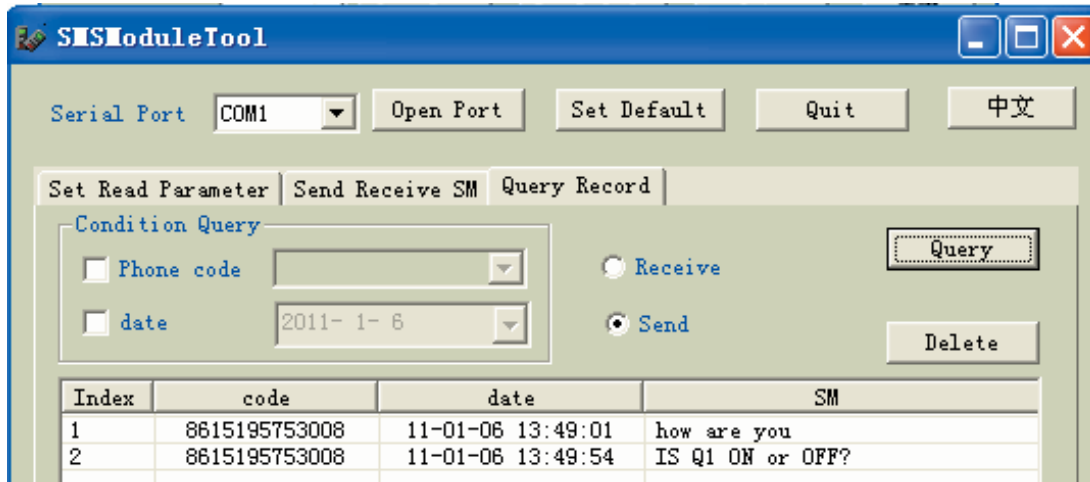 SMSModuleTool
Serial Port COM1 Open Port Set Default Quit 中文
Set Read Parameter Send Receive SM Query Record
Condition Query
Phone code Receive Query
date 2011- 1- 6 Send
Delete
Index code date SM
1 8615195753008 11-01-06 13:49:01 how are you
2 8615195753008 11-01-06 13:49:54 IS Q1 ON or OFF?